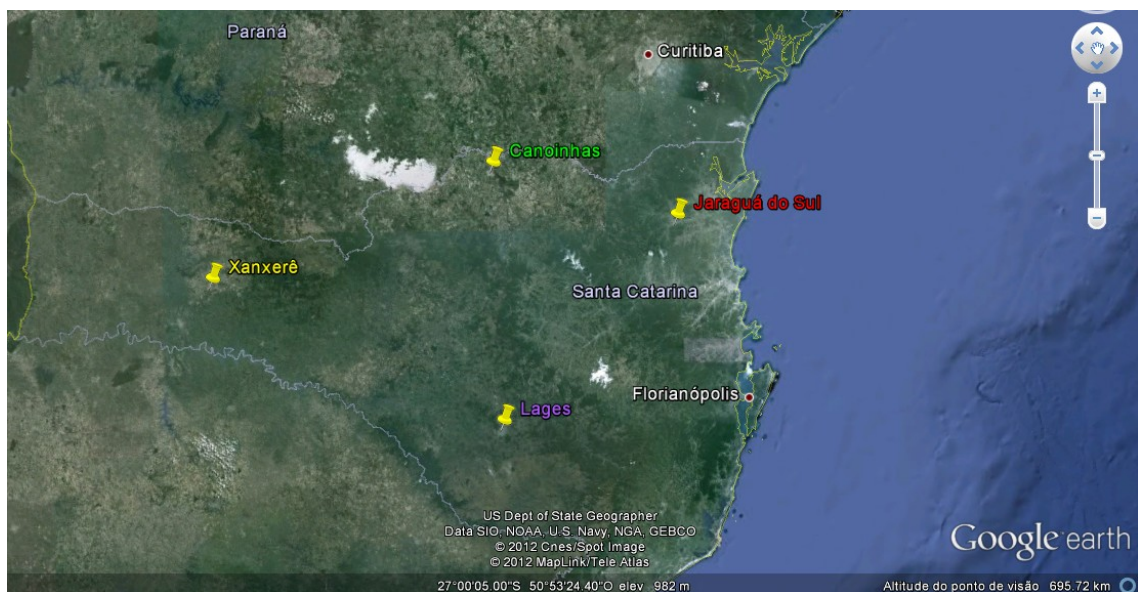 Paraná
Curitiba
Canoinhas
Jaraguá do Sul
Xanxerê
Santa Catarina
Florianópolis
Lages
US Dept of State Geographer
Data SIO, NOAA, U.S. Navy, NGA, GEBCO
© 2012 Cnes/Spot Image
© 2012 MapLink/Tele Atlas
Google earth
27°00'05.00"S 50°53'24.40"O elev 982 m
Altitude do ponto de visão 695.72 km